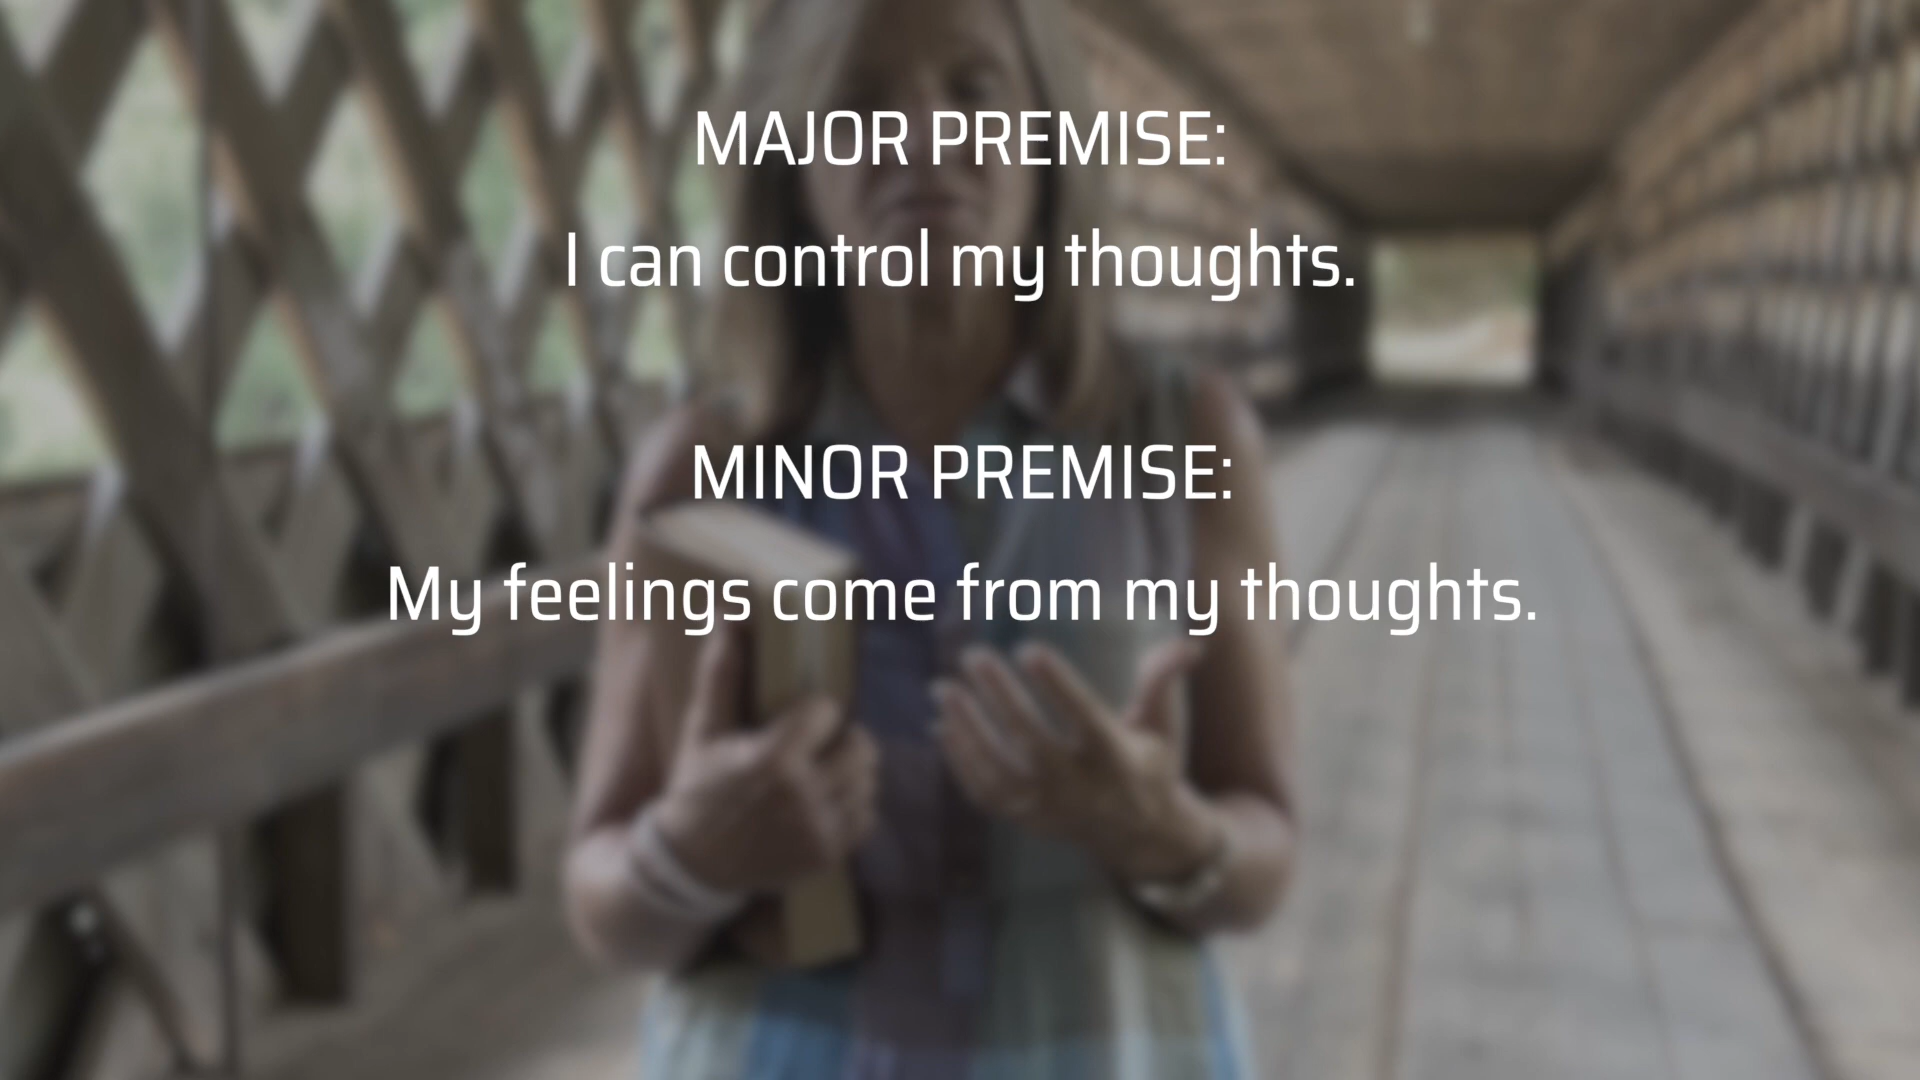 MAJOR PREMISE:
I can control my thoughts.
MINOR PREMISE:
My feelings come from my thoughts.